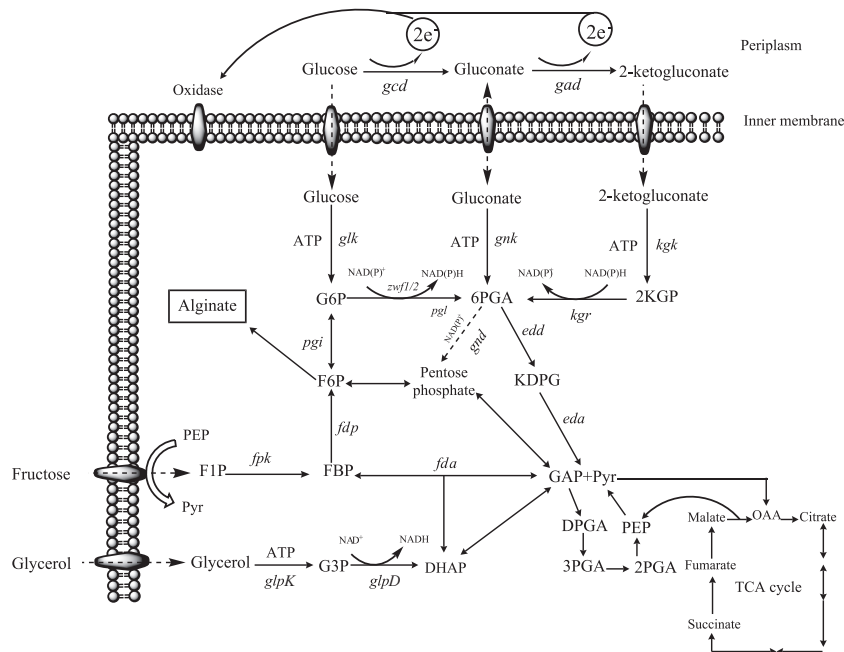 2e⁻
2e⁻
Periplasm
Glucose
Gluconate
2-ketogluconate
gcd
gad
Oxidase
Inner membrane
Glucose
Gluconate
2-ketogluconate
ATP
glk
ATP
gnk
ATP
kgk
NAD(P)⁺
NAD(P)H
NAD(P)⁺
NAD(P)H
zwf1/2
G6P
pgl
6PGA
kgr
2KGP
Alginate
NAD(P)⁺
gnd
edd
pgi
F6P
Pentose
phosphate
KDPG
fdp
eda
PEP
Fructose
F1P
fpk
FBP
fda
GAP+Pyr
Pyr
DPGA
PEP
Malate
OAA
Citrate
Glycerol
Glycerol
ATP
glpK
G3P
NAD⁺
NADH
glpD
DHAP
3PGA
2PGA
Fumarate
TCA cycle
Succinate